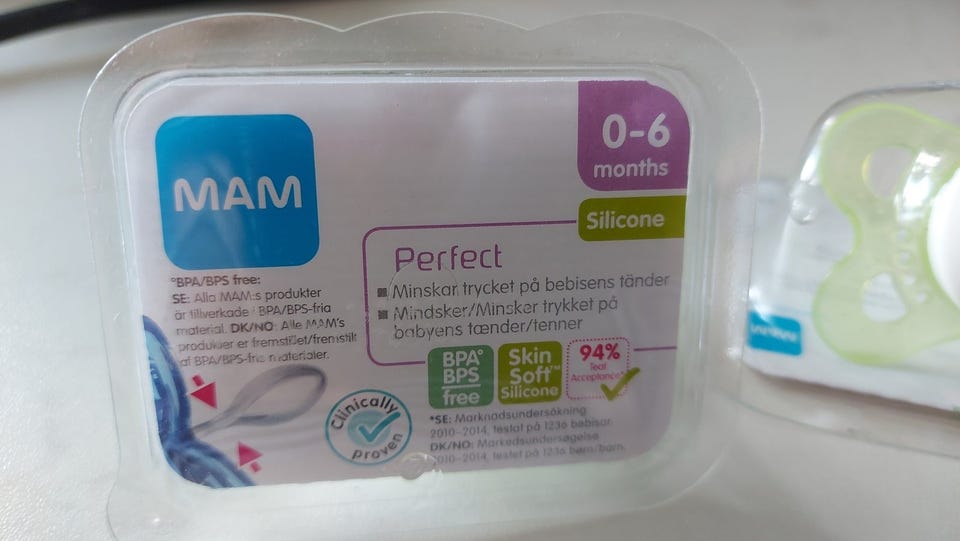 MAM
0-6
months
Silicone
Perfect
Minskar trycket på bebisens tänder
Mindsker/Minsker trykket på
babyens tænder/tenner
°BPA/BPS free:
SE: Alla MAM:s produkter
är tillverkade i BPA/BPS-fria
material. DK/NO: Alle MAM's
produkter er fremstillet/fremstilt
af BPA/BPS-frie materialer.
BPA°
BPS
free
Skin
Soft™
Silicone
94%
Teat
Acceptance*
Clinically
proven
*SE: Marknadsundersökning
2010-2014, testat på 1236 bebisar.
DK/NO: Markedsundersøgelse
2010-2014, testet på 1236 børn/barn.
MAM